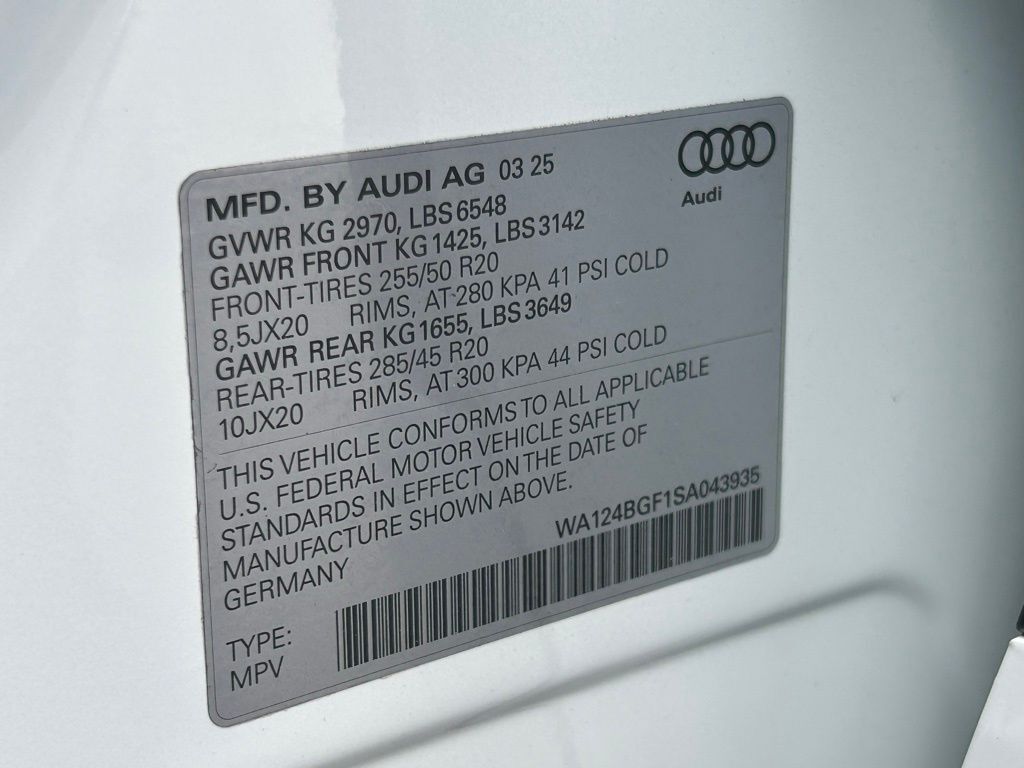 MFD. BY AUDI AG 03 25
Audi
GVWR KG 2970, LBS 6548
GAWR FRONT KG 1425, LBS 3142
FRONT-TIRES 255/50 R20
8,5JX20 RIMS, AT 280 KPA 41 PSI COLD
GAWR REAR KG 1655, LBS 3649
REAR-TIRES 285/45 R20
10JX20 RIMS, AT 300 KPA 44 PSI COLD
THIS VEHICLE CONFORMS TO ALL APPLICABLE
U.S. FEDERAL MOTOR VEHICLE SAFETY
STANDARDS IN EFFECT ON THE DATE OF
MANUFACTURE SHOWN ABOVE.
GERMANY
WA124BGF1SA043935
TYPE:
MPV